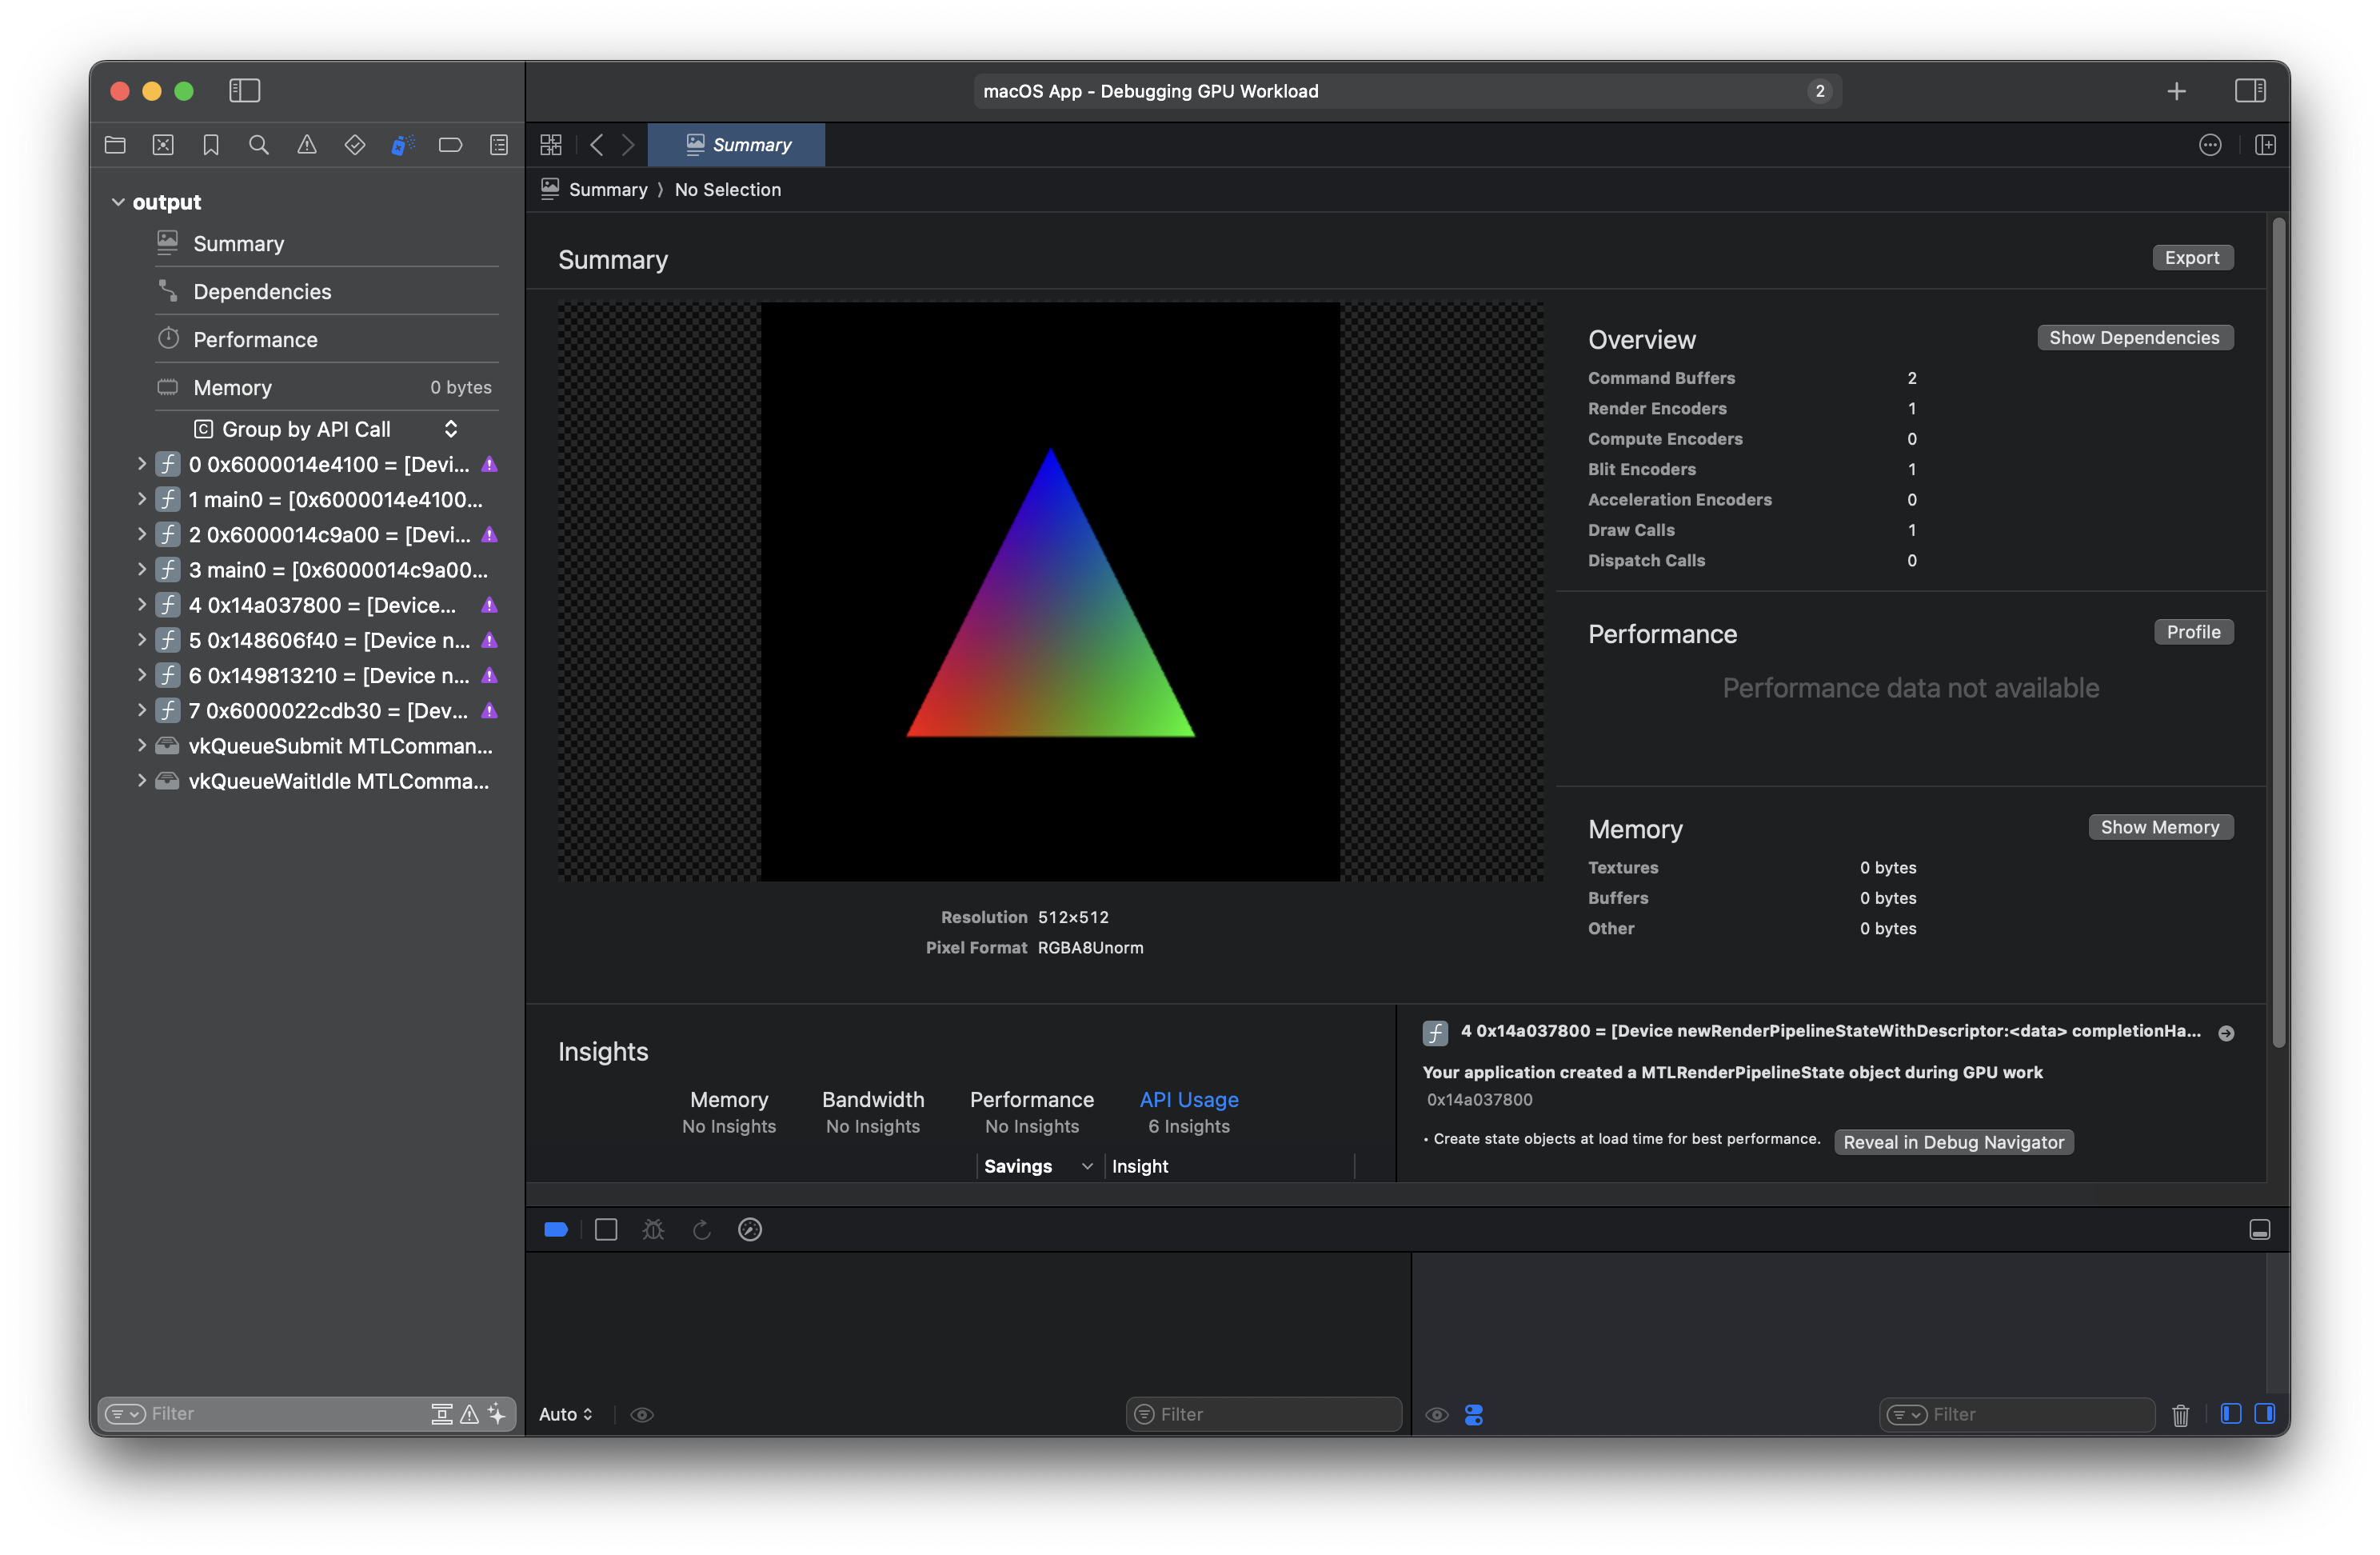 macOS App - Debugging GPU Workload
2
Summary
Summary 〉 No Selection
output
Summary
Dependencies
Performance
Memory 0 bytes
C Group by API Call
f 0 0x6000014e4100 = [Devi...
f 1 main0 = [0x6000014e4100...
f 2 0x6000014c9a00 = [Devi...
f 3 main0 = [0x6000014c9a00...
f 4 0x14a037800 = [Device...
f 5 0x148606f40 = [Device n...
f 6 0x149813210 = [Device n...
f 7 0x6000022cdb30 = [Dev...
vkQueueSubmit MTLComman...
vkQueueWaitIdle MTLComma...
Filter
Summary
Export
Resolution 512×512
Pixel Format RGBA8Unorm
Overview
Show Dependencies
Command Buffers 2
Render Encoders 1
Compute Encoders 0
Blit Encoders 1
Acceleration Encoders 0
Draw Calls 1
Dispatch Calls 0
Performance
Profile
Performance data not available
Memory
Show Memory
Textures 0 bytes
Buffers 0 bytes
Other 0 bytes
Insights
Memory Bandwidth Performance API Usage
No Insights No Insights No Insights 6 Insights
Savings Insight
f 4 0x14a037800 = [Device newRenderPipelineStateWithDescriptor:<data> completionHa...
Your application created a MTLRenderPipelineState object during GPU work
0x14a037800
• Create state objects at load time for best performance. Reveal in Debug Navigator
Auto
Filter
Filter